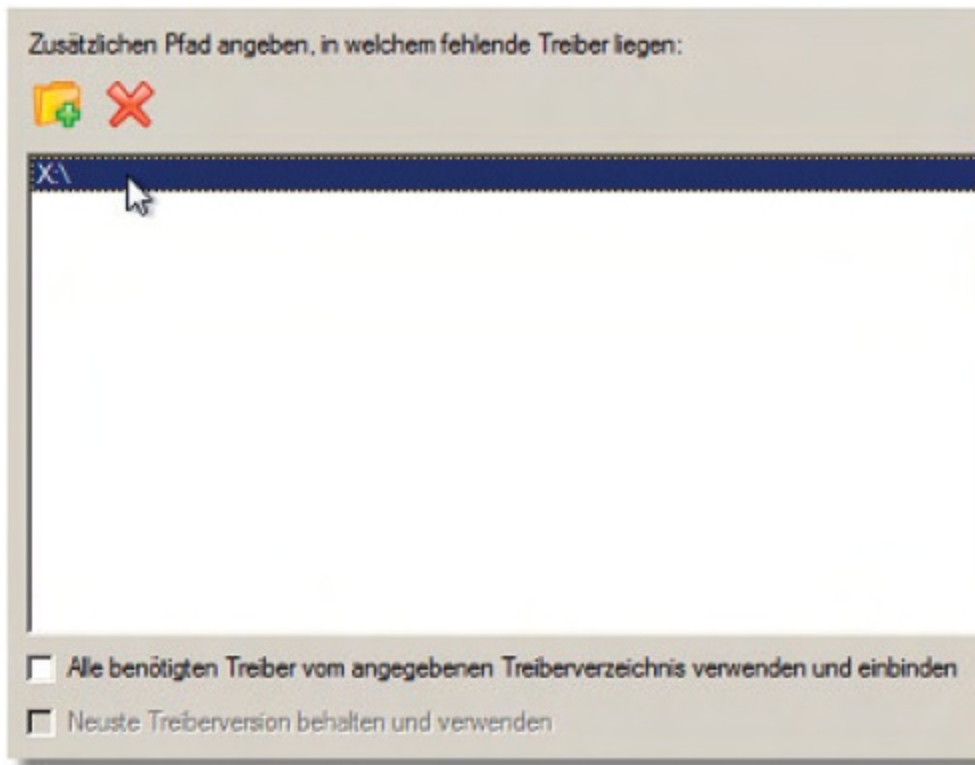 Zusätzlichen Pfad angeben, in welchem fehlende Treiber liegen:
X:\
Alle benötigten Treiber vom angegebenen Treiberverzeichnis verwenden und einbinden
Neuste Treiberversion behalten und verwenden